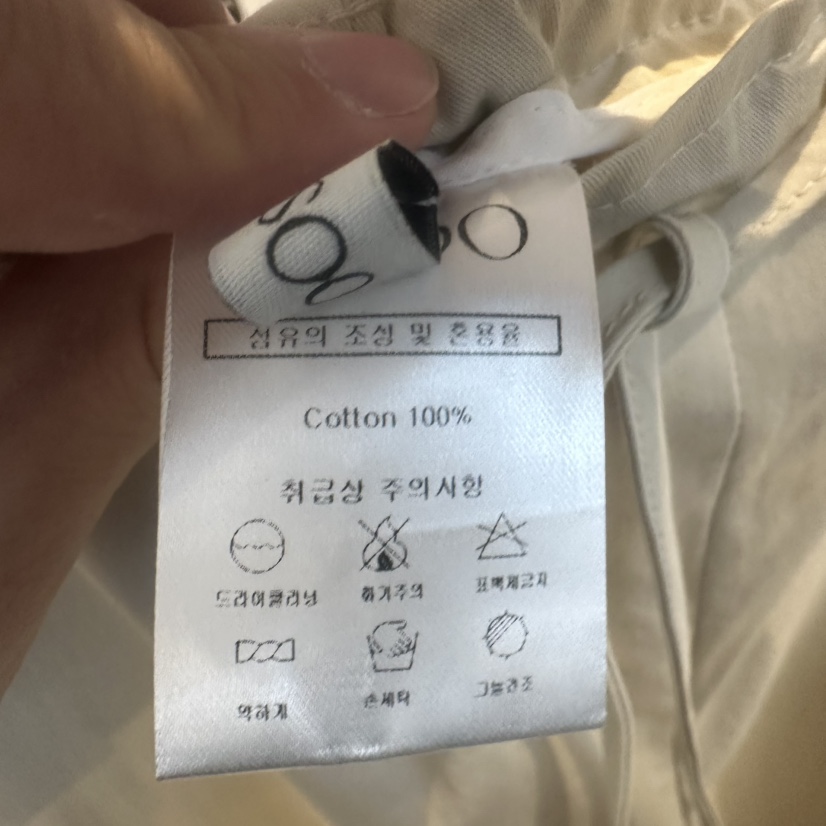 SO
섬유의 조성 및 혼용율
Cotton 100%
취급상 주의사항
드라이클리닝 화기주의 표백제금지
약하게 손세탁 그늘건조